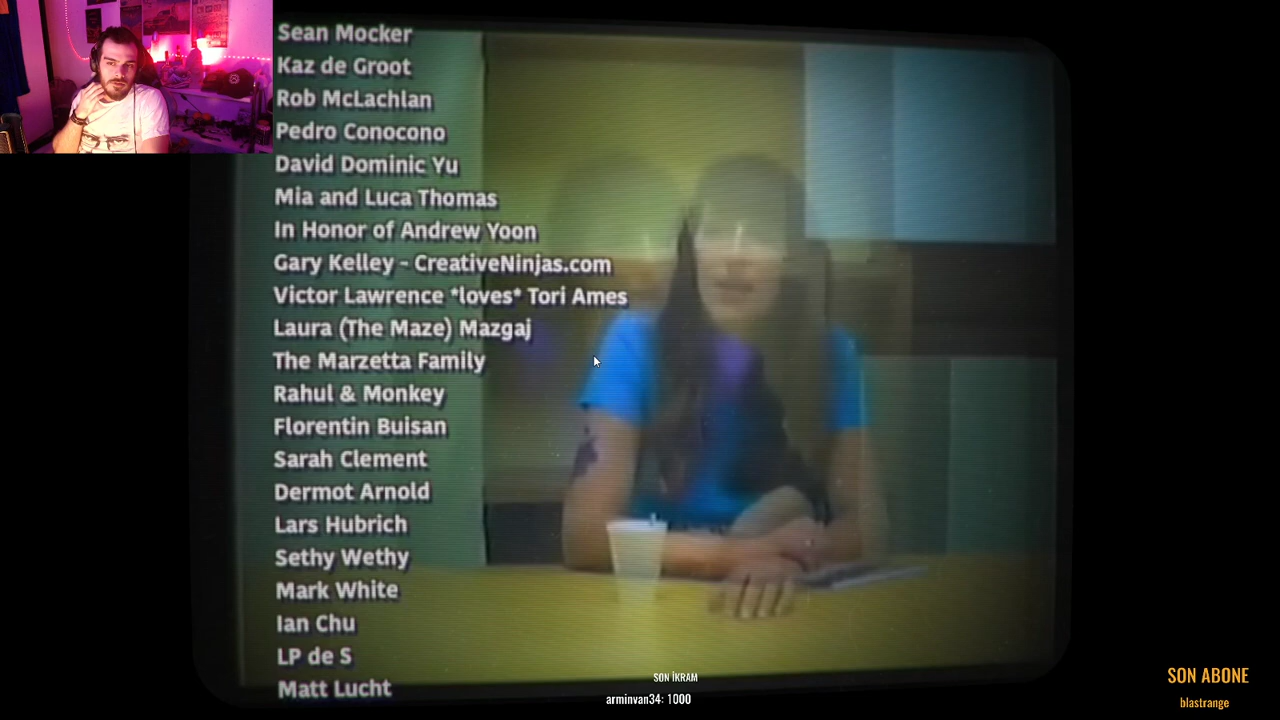 Sean Mocker
Kaz de Groot
Rob McLachlan
Pedro Conocono
David Dominic Yu
Mia and Luca Thomas
In Honor of Andrew Yoon
Gary Kelley - CreativeNinjas.com
Victor Lawrence *loves* Tori Ames
Laura (The Maze) Mazgaj
The Marzetta Family
Rahul & Monkey
Florentin Buisan
Sarah Clement
Dermot Arnold
Lars Hubrich
Sethy Wethy
Mark White
Ian Chu
LP de S
Matt Lucht
SON İKRAM
arminvan34: 1000
SON ABONE
blastrange